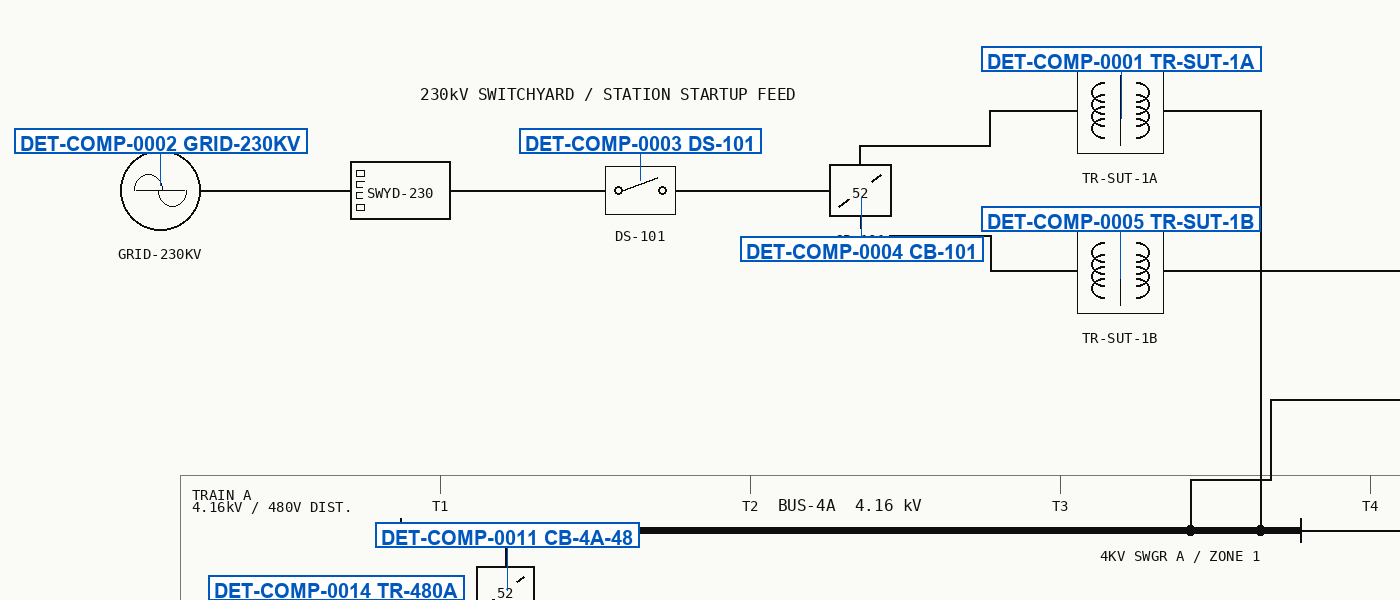 DET-COMP-0001 TR-SUT-1A
230kV SWITCHYARD / STATION STARTUP FEED
DET-COMP-0002 GRID-230KV
DET-COMP-0003 DS-101
TR-SUT-1A
SWYD-230
52
DET-COMP-0005 TR-SUT-1B
DS-101
DET-COMP-0004 CB-101
GRID-230KV
TR-SUT-1B
TRAIN A
4.16kV / 480V DIST.
T1
T2
BUS-4A 4.16 kV
T3
T4
DET-COMP-0011 CB-4A-48
4KV SWGR A / ZONE 1
DET-COMP-0014 TR-480A
52